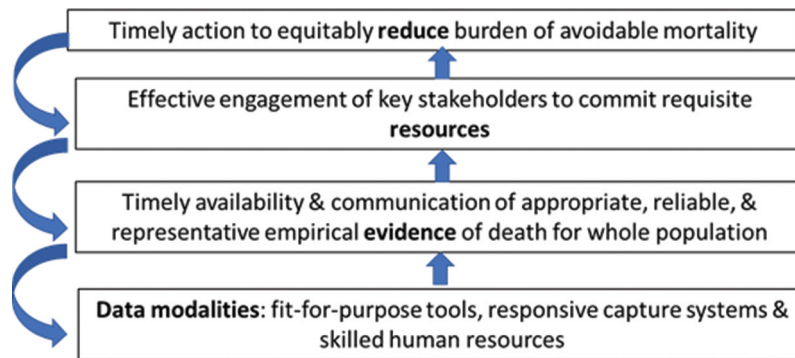 Timely action to equitably reduce burden of avoidable mortality
Effective engagement of key stakeholders to commit requisite
resources
Timely availability & communication of appropriate, reliable, &
representative empirical evidence of death for whole population
Data modalities: fit-for-purpose tools, responsive capture systems &
skilled human resources